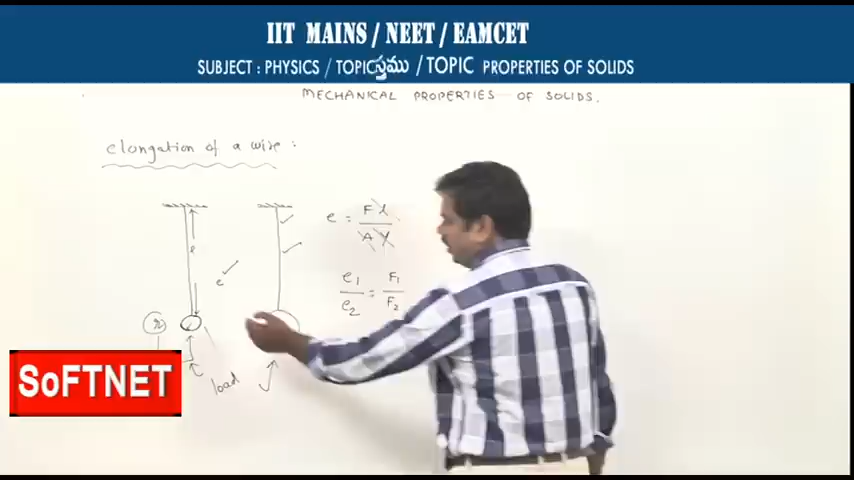 IIT MAINS / NEET / EAMCET
SUBJECT : PHYSICS / TOPICస్తము / TOPIC PROPERTIES OF SOLIDS
MECHANICAL PROPERTIES OF SOLIDS.
elongation of a wire :
e = Fl / AY
l
e
e1 / e2 = F1 / F2
r
load
SoFTNET